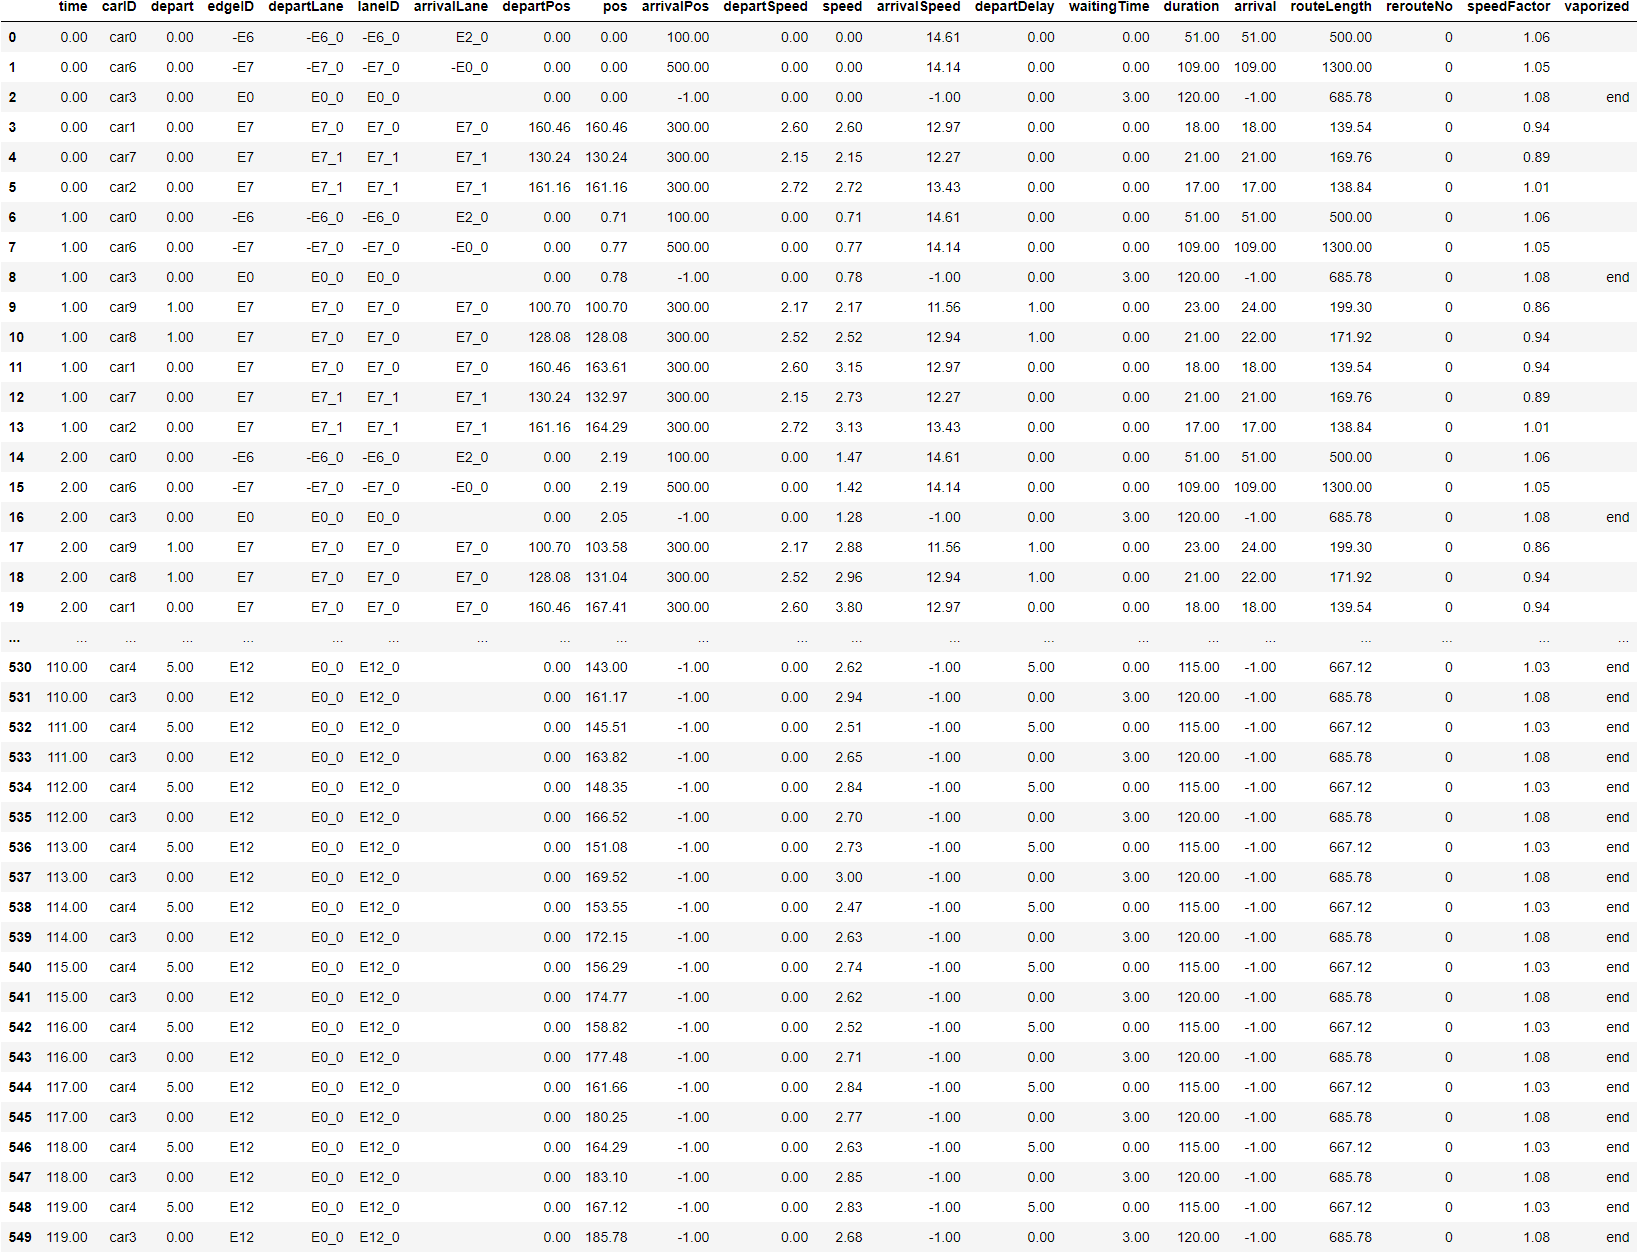 time carID depart edgeID departLane laneID arrivalLane departPos pos arrivalPos departSpeed speed arrivalSpeed departDelay waitingTime duration arrival routeLength rerouteNo speedFactor vaporized
0 0.00 car0 0.00 -E6 -E6_0 -E6_0 E2_0 0.00 0.00 100.00 0.00 0.00 14.61 0.00 0.00 51.00 51.00 500.00 0 1.06
1 0.00 car6 0.00 -E7 -E7_0 -E7_0 -E0_0 0.00 0.00 500.00 0.00 0.00 14.14 0.00 0.00 109.00 109.00 1300.00 0 1.05
2 0.00 car3 0.00 E0 E0_0 E0_0 0.00 0.00 -1.00 0.00 0.00 -1.00 0.00 3.00 120.00 -1.00 685.78 0 1.08 end
3 0.00 car1 0.00 E7 E7_0 E7_0 E7_0 160.46 160.46 300.00 2.60 2.60 12.97 0.00 0.00 18.00 18.00 139.54 0 0.94
4 0.00 car7 0.00 E7 E7_1 E7_1 E7_1 130.24 130.24 300.00 2.15 2.15 12.27 0.00 0.00 21.00 21.00 169.76 0 0.89
5 0.00 car2 0.00 E7 E7_1 E7_1 E7_1 161.16 161.16 300.00 2.72 2.72 13.43 0.00 0.00 17.00 17.00 138.84 0 1.01
6 1.00 car0 0.00 -E6 -E6_0 -E6_0 E2_0 0.00 0.71 100.00 0.00 0.71 14.61 0.00 0.00 51.00 51.00 500.00 0 1.06
7 1.00 car6 0.00 -E7 -E7_0 -E7_0 -E0_0 0.00 0.77 500.00 0.00 0.77 14.14 0.00 0.00 109.00 109.00 1300.00 0 1.05
8 1.00 car3 0.00 E0 E0_0 E0_0 0.00 0.78 -1.00 0.00 0.78 -1.00 0.00 3.00 120.00 -1.00 685.78 0 1.08 end
9 1.00 car9 1.00 E7 E7_0 E7_0 E7_0 100.70 100.70 300.00 2.17 2.17 11.56 1.00 0.00 23.00 24.00 199.30 0 0.86
10 1.00 car8 1.00 E7 E7_0 E7_0 E7_0 128.08 128.08 300.00 2.52 2.52 12.94 1.00 0.00 21.00 22.00 171.92 0 0.94
11 1.00 car1 0.00 E7 E7_0 E7_0 E7_0 160.46 163.61 300.00 2.60 3.15 12.97 0.00 0.00 18.00 18.00 139.54 0 0.94
12 1.00 car7 0.00 E7 E7_1 E7_1 E7_1 130.24 132.97 300.00 2.15 2.73 12.27 0.00 0.00 21.00 21.00 169.76 0 0.89
13 1.00 car2 0.00 E7 E7_1 E7_1 E7_1 161.16 164.29 300.00 2.72 3.13 13.43 0.00 0.00 17.00 17.00 138.84 0 1.01
14 2.00 car0 0.00 -E6 -E6_0 -E6_0 E2_0 0.00 2.19 100.00 0.00 1.47 14.61 0.00 0.00 51.00 51.00 500.00 0 1.06
15 2.00 car6 0.00 -E7 -E7_0 -E7_0 -E0_0 0.00 2.19 500.00 0.00 1.42 14.14 0.00 0.00 109.00 109.00 1300.00 0 1.05
16 2.00 car3 0.00 E0 E0_0 E0_0 0.00 2.05 -1.00 0.00 1.28 -1.00 0.00 3.00 120.00 -1.00 685.78 0 1.08 end
17 2.00 car9 1.00 E7 E7_0 E7_0 E7_0 100.70 103.58 300.00 2.17 2.88 11.56 1.00 0.00 23.00 24.00 199.30 0 0.86
18 2.00 car8 1.00 E7 E7_0 E7_0 E7_0 128.08 131.04 300.00 2.52 2.96 12.94 1.00 0.00 21.00 22.00 171.92 0 0.94
19 2.00 car1 0.00 E7 E7_0 E7_0 E7_0 160.46 167.41 300.00 2.60 3.80 12.97 0.00 0.00 18.00 18.00 139.54 0 0.94
... ... ... ... ... ... ... ... ... ... ... ... ... ... ... ... ... ... ... ... ... ...
530 110.00 car4 5.00 E12 E0_0 E12_0 0.00 143.00 -1.00 0.00 2.62 -1.00 5.00 0.00 115.00 -1.00 667.12 0 1.03 end
531 110.00 car3 0.00 E12 E0_0 E12_0 0.00 161.17 -1.00 0.00 2.94 -1.00 0.00 3.00 120.00 -1.00 685.78 0 1.08 end
532 111.00 car4 5.00 E12 E0_0 E12_0 0.00 145.51 -1.00 0.00 2.51 -1.00 5.00 0.00 115.00 -1.00 667.12 0 1.03 end
533 111.00 car3 0.00 E12 E0_0 E12_0 0.00 163.82 -1.00 0.00 2.65 -1.00 0.00 3.00 120.00 -1.00 685.78 0 1.08 end
534 112.00 car4 5.00 E12 E0_0 E12_0 0.00 148.35 -1.00 0.00 2.84 -1.00 5.00 0.00 115.00 -1.00 667.12 0 1.03 end
535 112.00 car3 0.00 E12 E0_0 E12_0 0.00 166.52 -1.00 0.00 2.70 -1.00 0.00 3.00 120.00 -1.00 685.78 0 1.08 end
536 113.00 car4 5.00 E12 E0_0 E12_0 0.00 151.08 -1.00 0.00 2.73 -1.00 5.00 0.00 115.00 -1.00 667.12 0 1.03 end
537 113.00 car3 0.00 E12 E0_0 E12_0 0.00 169.52 -1.00 0.00 3.00 -1.00 0.00 3.00 120.00 -1.00 685.78 0 1.08 end
538 114.00 car4 5.00 E12 E0_0 E12_0 0.00 153.55 -1.00 0.00 2.47 -1.00 5.00 0.00 115.00 -1.00 667.12 0 1.03 end
539 114.00 car3 0.00 E12 E0_0 E12_0 0.00 172.15 -1.00 0.00 2.63 -1.00 0.00 3.00 120.00 -1.00 685.78 0 1.08 end
540 115.00 car4 5.00 E12 E0_0 E12_0 0.00 156.29 -1.00 0.00 2.74 -1.00 5.00 0.00 115.00 -1.00 667.12 0 1.03 end
541 115.00 car3 0.00 E12 E0_0 E12_0 0.00 174.77 -1.00 0.00 2.62 -1.00 0.00 3.00 120.00 -1.00 685.78 0 1.08 end
542 116.00 car4 5.00 E12 E0_0 E12_0 0.00 158.82 -1.00 0.00 2.52 -1.00 5.00 0.00 115.00 -1.00 667.12 0 1.03 end
543 116.00 car3 0.00 E12 E0_0 E12_0 0.00 177.48 -1.00 0.00 2.71 -1.00 0.00 3.00 120.00 -1.00 685.78 0 1.08 end
544 117.00 car4 5.00 E12 E0_0 E12_0 0.00 161.66 -1.00 0.00 2.84 -1.00 5.00 0.00 115.00 -1.00 667.12 0 1.03 end
545 117.00 car3 0.00 E12 E0_0 E12_0 0.00 180.25 -1.00 0.00 2.77 -1.00 0.00 3.00 120.00 -1.00 685.78 0 1.08 end
546 118.00 car4 5.00 E12 E0_0 E12_0 0.00 164.29 -1.00 0.00 2.63 -1.00 5.00 0.00 115.00 -1.00 667.12 0 1.03 end
547 118.00 car3 0.00 E12 E0_0 E12_0 0.00 183.10 -1.00 0.00 2.85 -1.00 0.00 3.00 120.00 -1.00 685.78 0 1.08 end
548 119.00 car4 5.00 E12 E0_0 E12_0 0.00 167.12 -1.00 0.00 2.83 -1.00 5.00 0.00 115.00 -1.00 667.12 0 1.03 end
549 119.00 car3 0.00 E12 E0_0 E12_0 0.00 185.78 -1.00 0.00 2.68 -1.00 0.00 3.00 120.00 -1.00 685.78 0 1.08 end